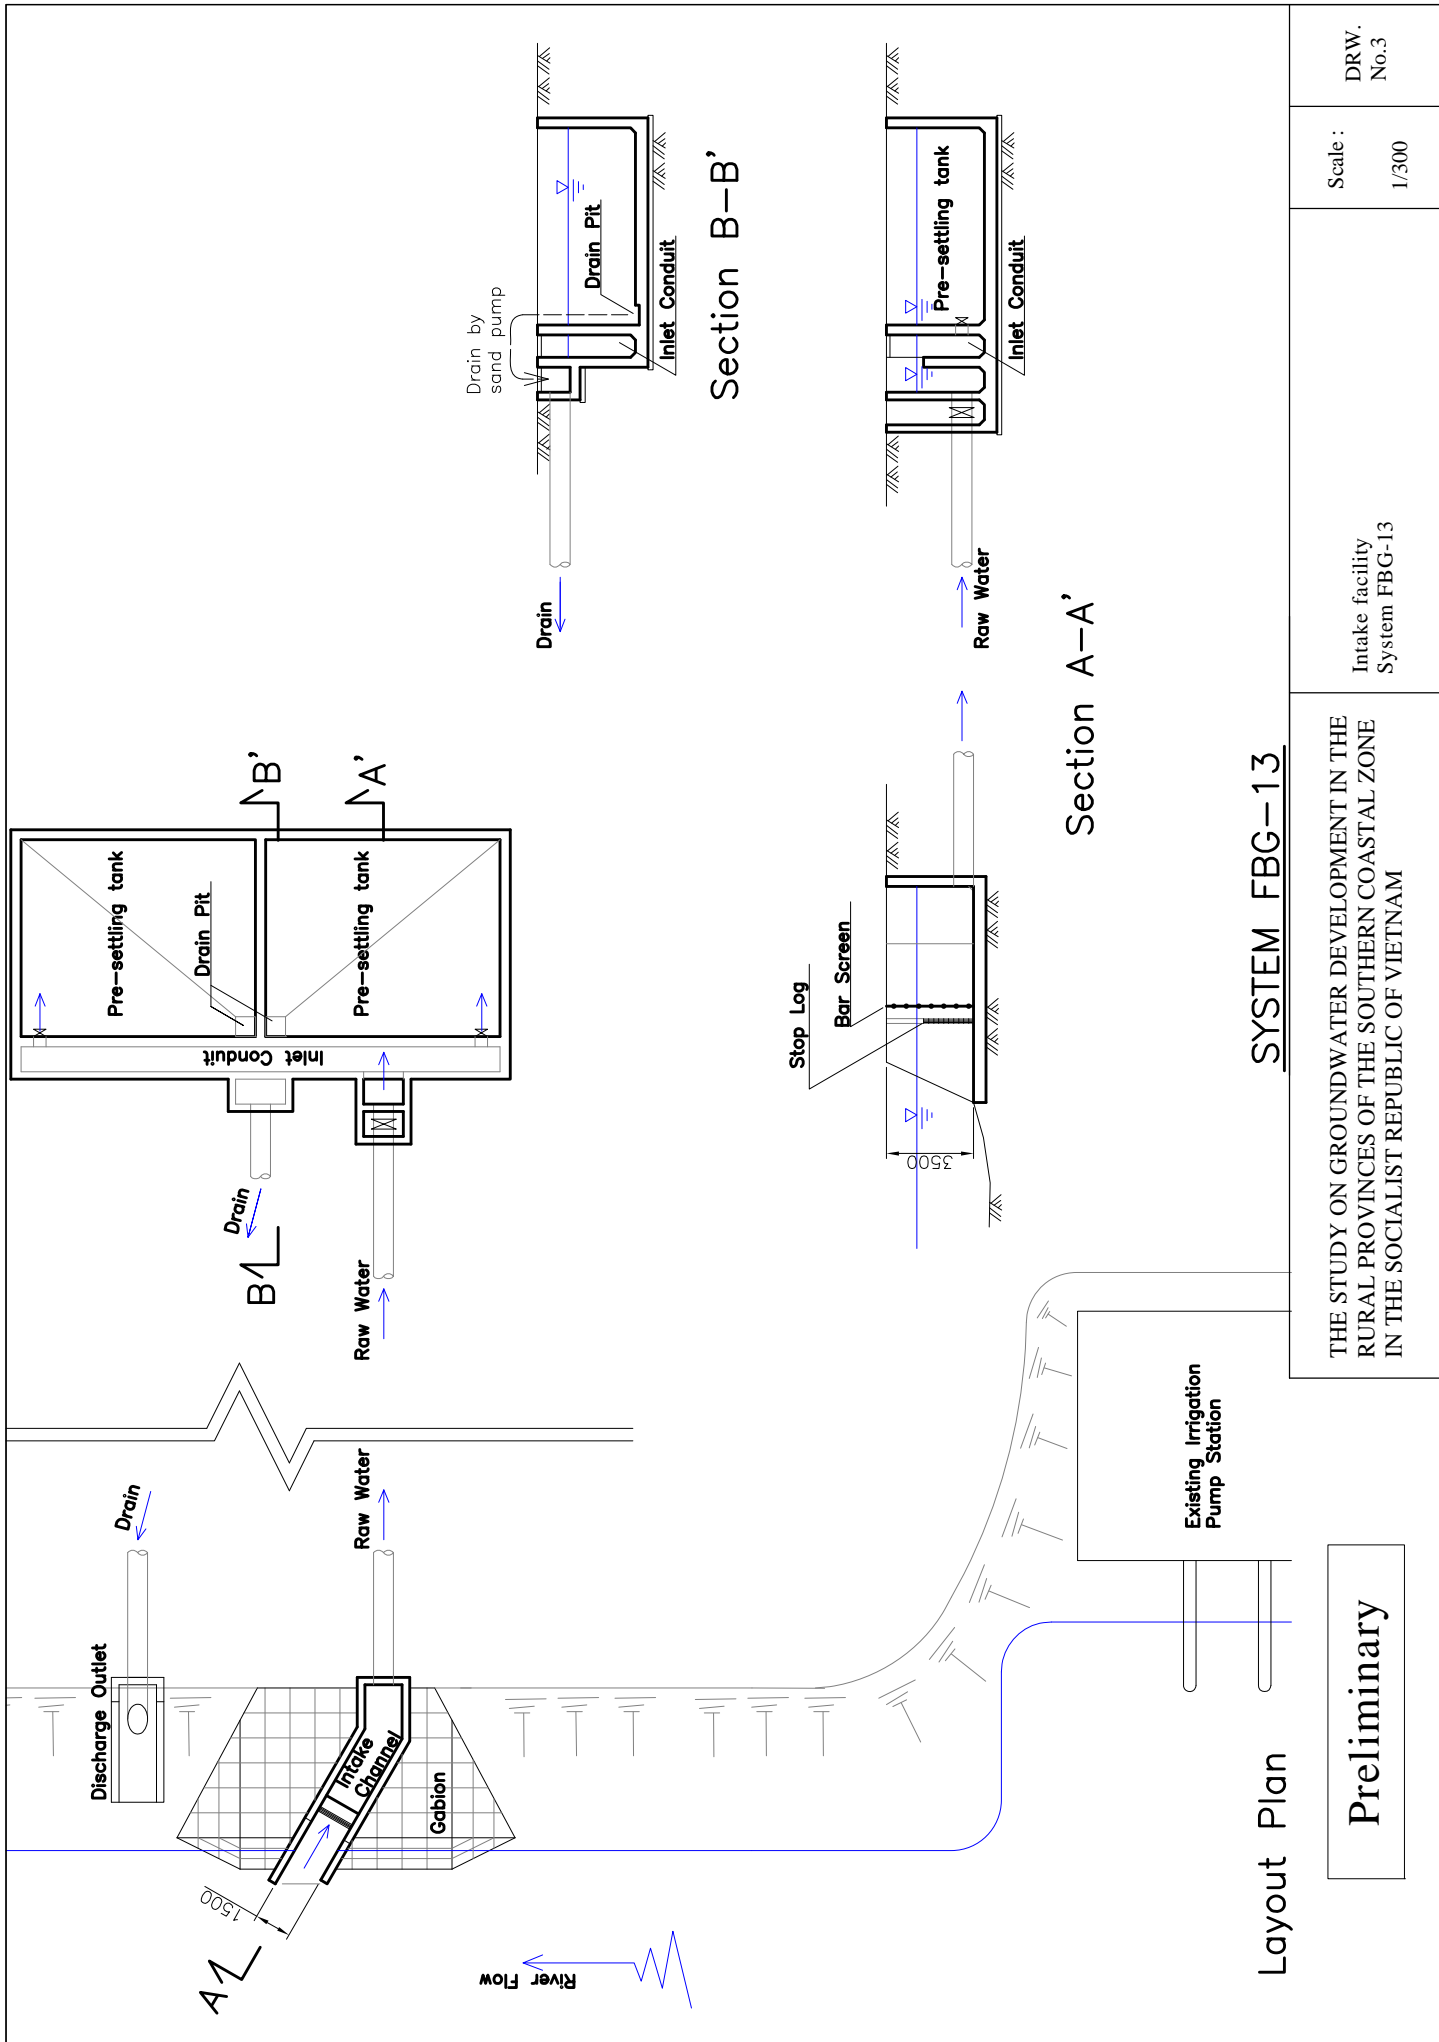 Discharge Outlet
Drain
Drain
B
B'
Pre-settling tank
Drain Pit
Inlet Conduit
Pre-settling tank
A'
Raw Water
Raw Water
Intake
Channel
Gabion
1500
A
River Flow
Drain by
sand pump
Drain
Drain Pit
Inlet Conduit
Section B-B'
Stop Log
Bar Screen
3500
Raw Water
Pre-settling tank
Inlet Conduit
Section A-A'
Existing Irrigation
Pump Station
Layout Plan
SYSTEM FBG-13
Preliminary
THE STUDY ON GROUNDWATER DEVELOPMENT IN THE
RURAL PROVINCES OF THE SOUTHERN COASTAL ZONE
IN THE SOCIALIST REPUBLIC OF VIETNAM
Intake facility
System FBG-13
Scale :
1/300
DRW.
No.3